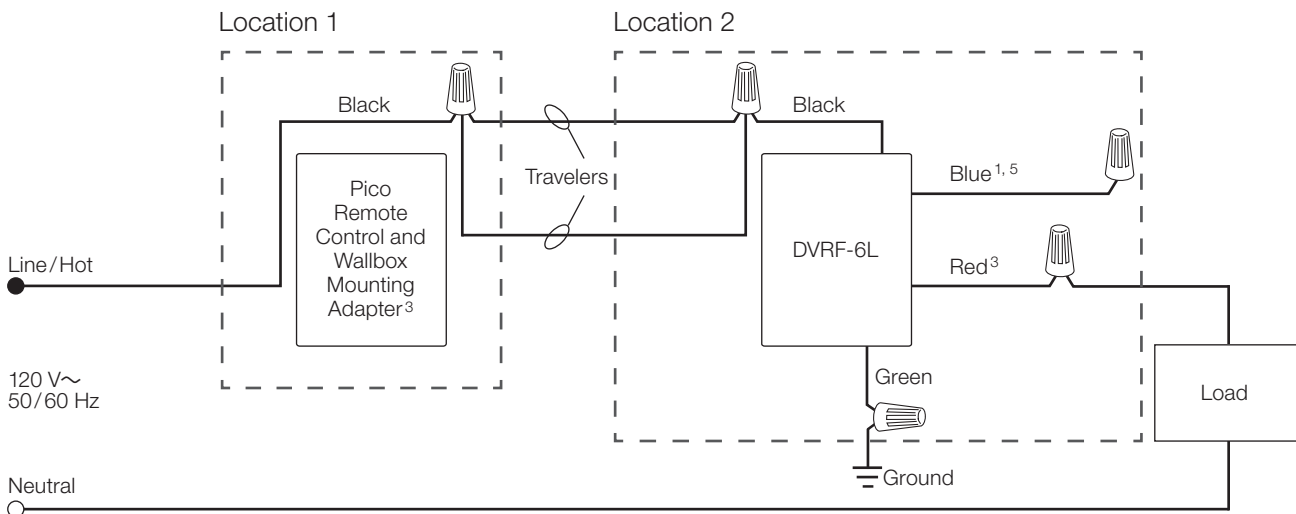 Location 1
Location 2
Black
Black
Travelers
Blue 1, 5
Pico
Remote
Control and
Wallbox
Mounting
Adapter 3
DVRF-6L
Red 3
Line/Hot
120 V~
50/60 Hz
Green
Load
Ground
Neutral